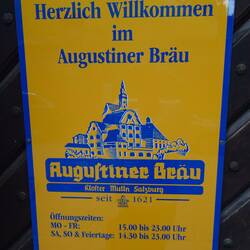 Herzlich Willkommen
im
Augustiner Bräu
Augustiner Bräu
Kloster Mülln Salzburg
seit 1621
Öffnungszeiten:
MO - FR: 15.00 bis 23.00 Uhr
SA, SO & Feiertage: 14.30 bis 23.00 Uhr